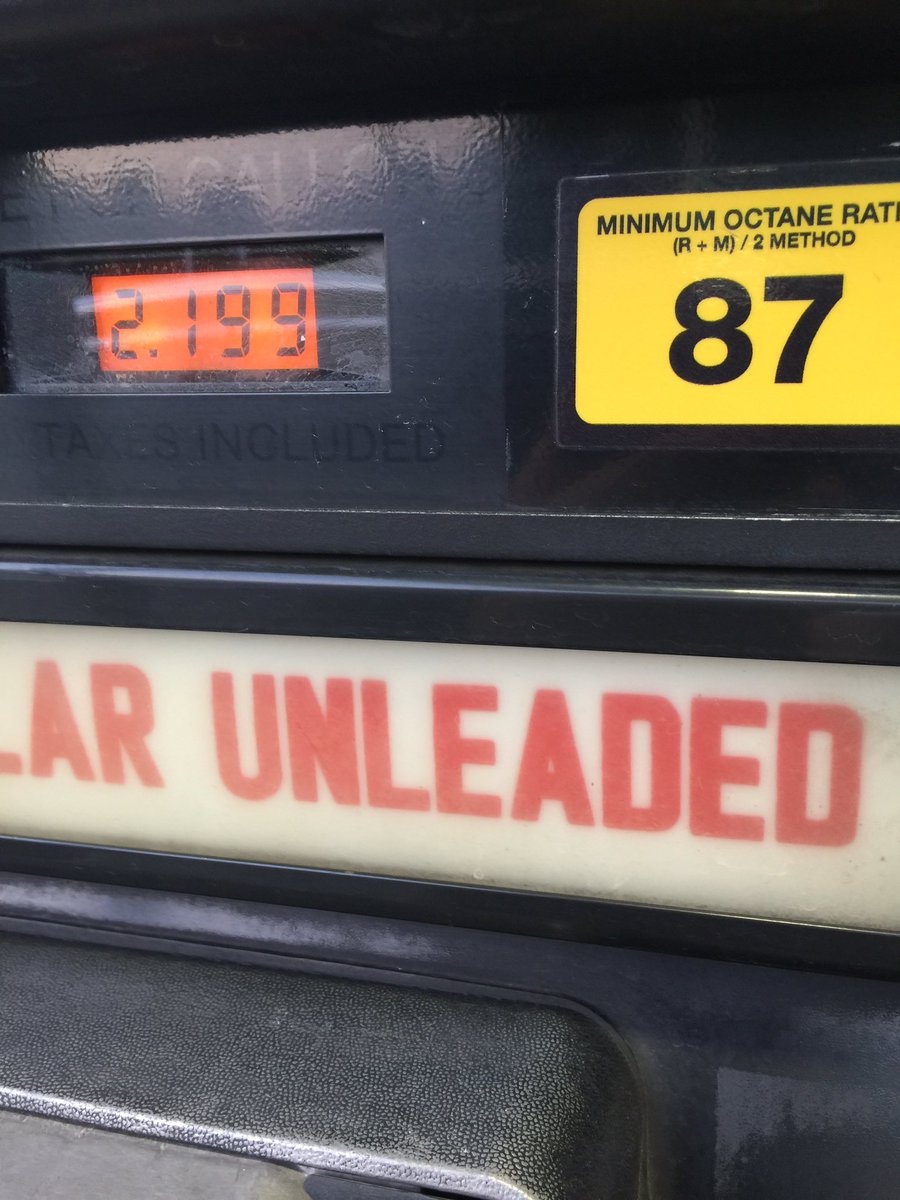 MINIMUM OCTANE RATI
(R + M) / 2 METHOD
87
2.199
TAXES INCLUDED
LAR UNLEADED